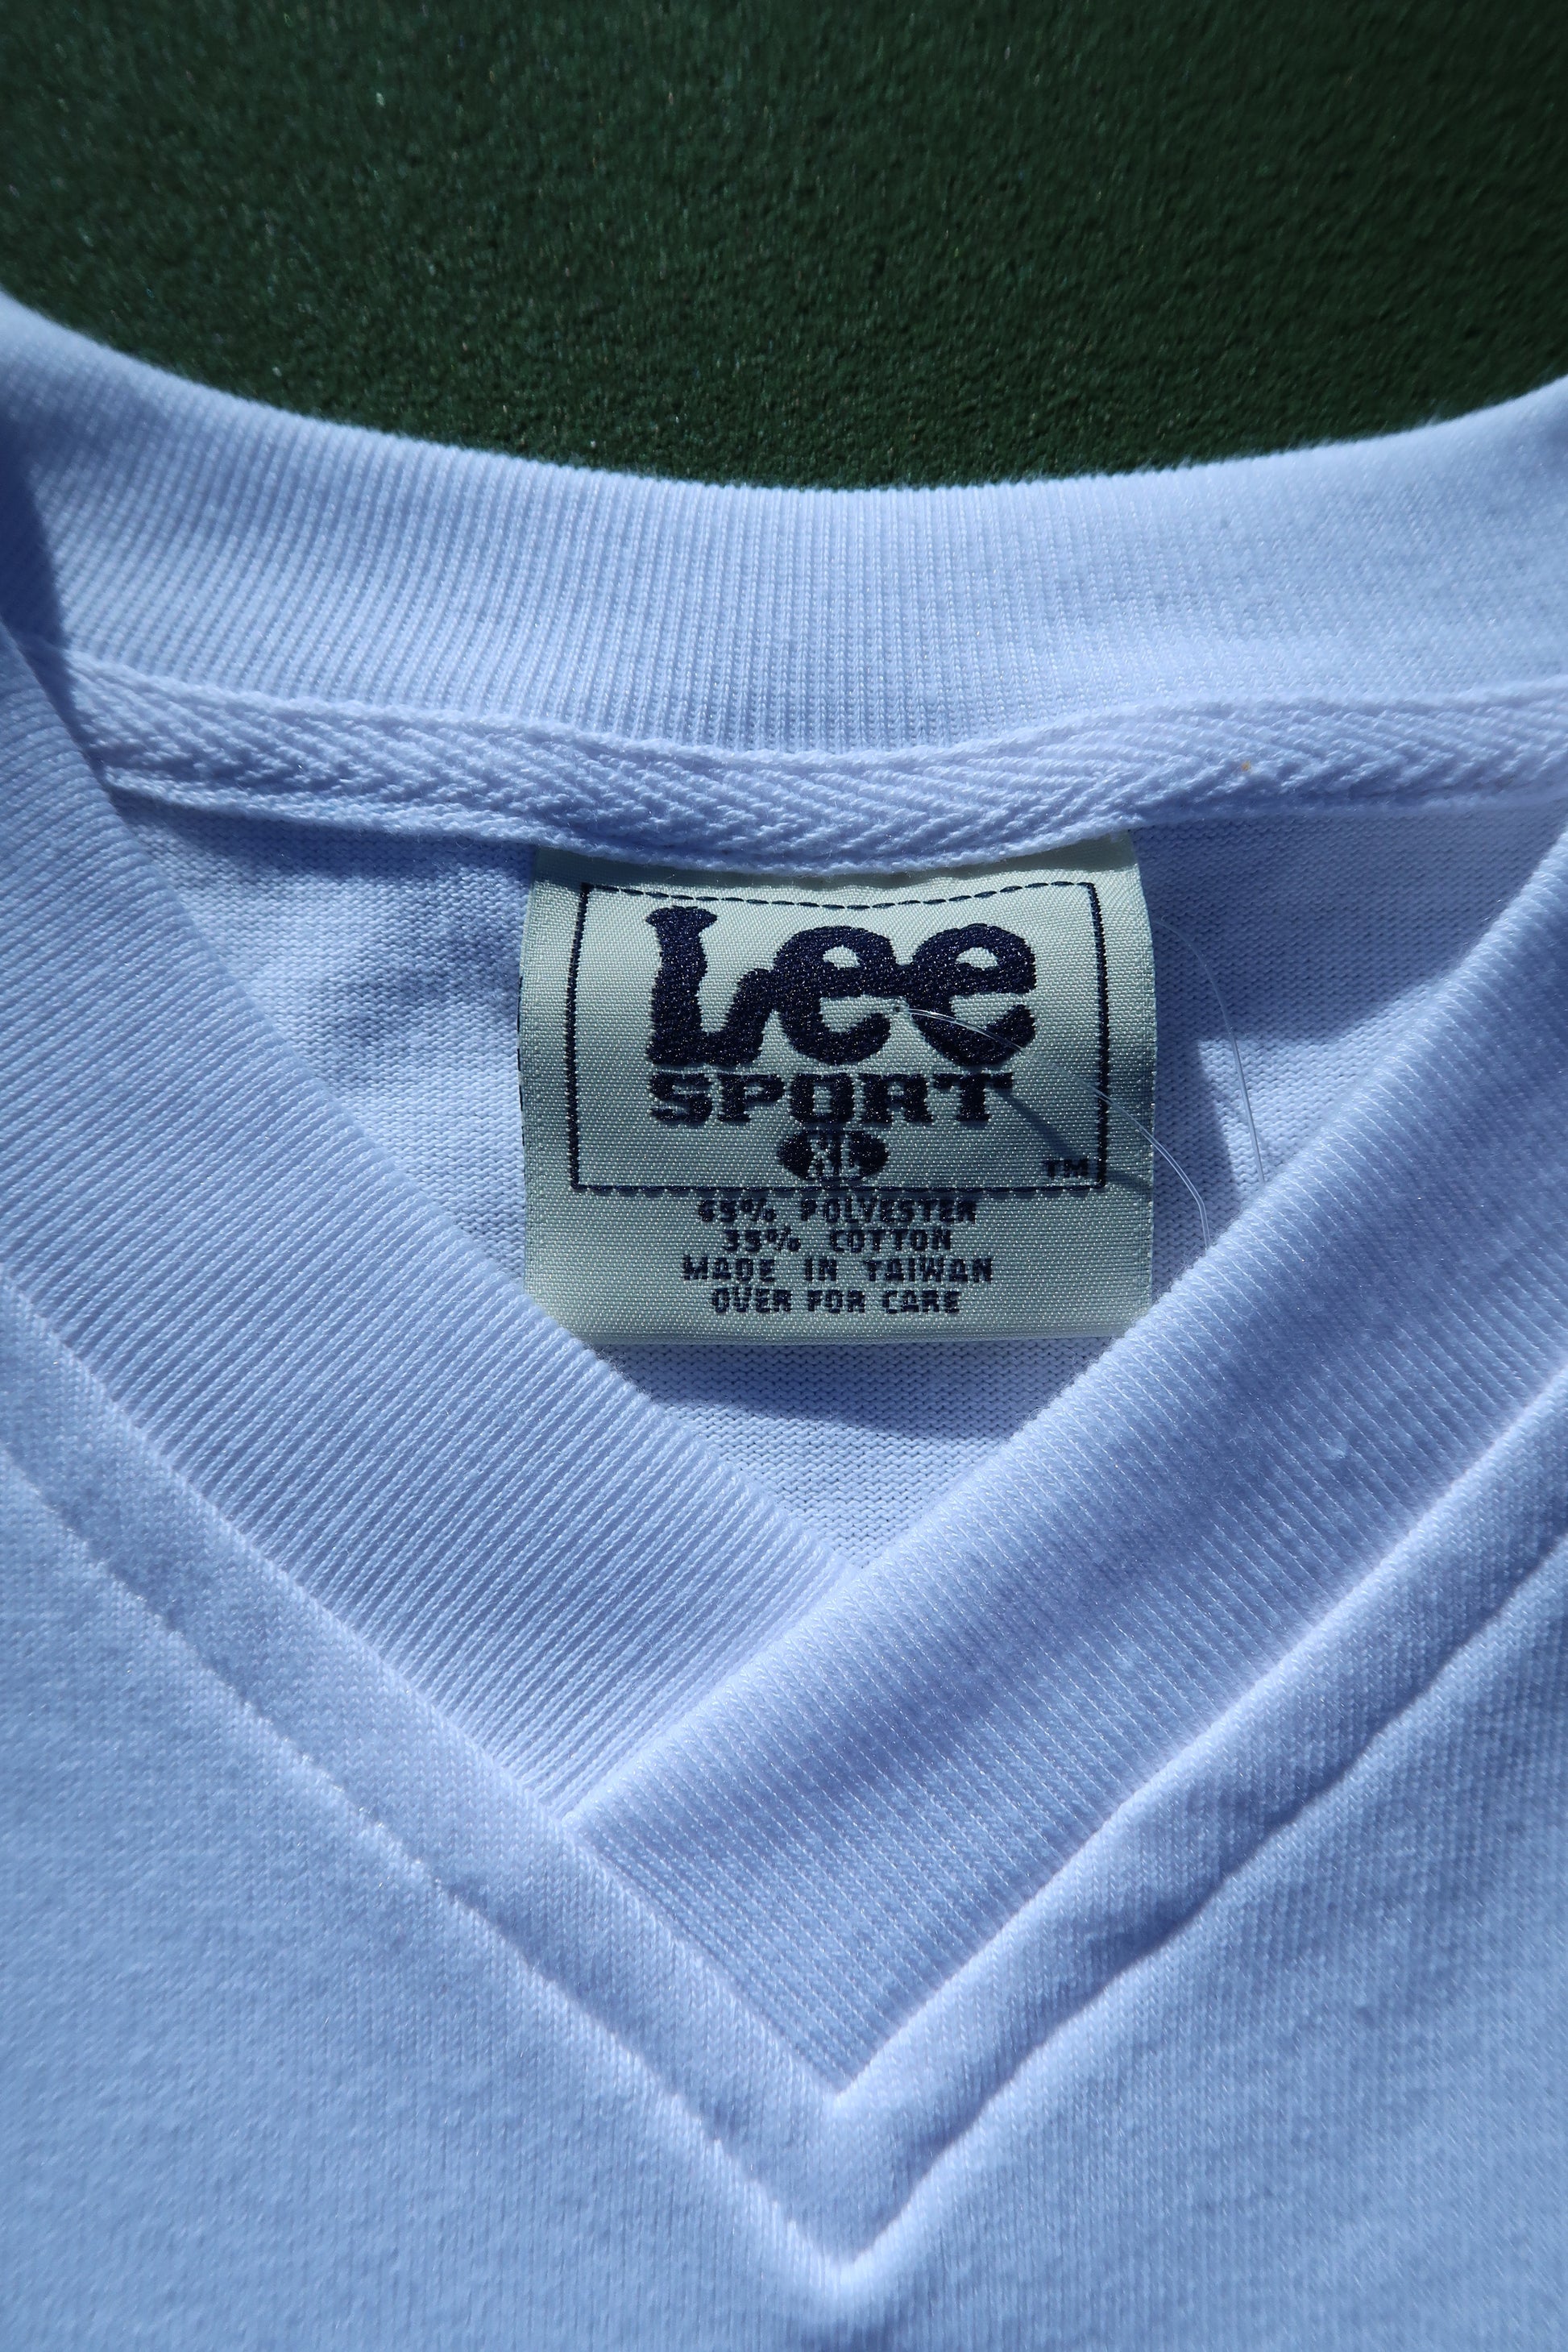 Lee
SPORT
XL
TM
65% POLYESTER
35% COTTON
MADE IN TAIWAN
OVER FOR CARE